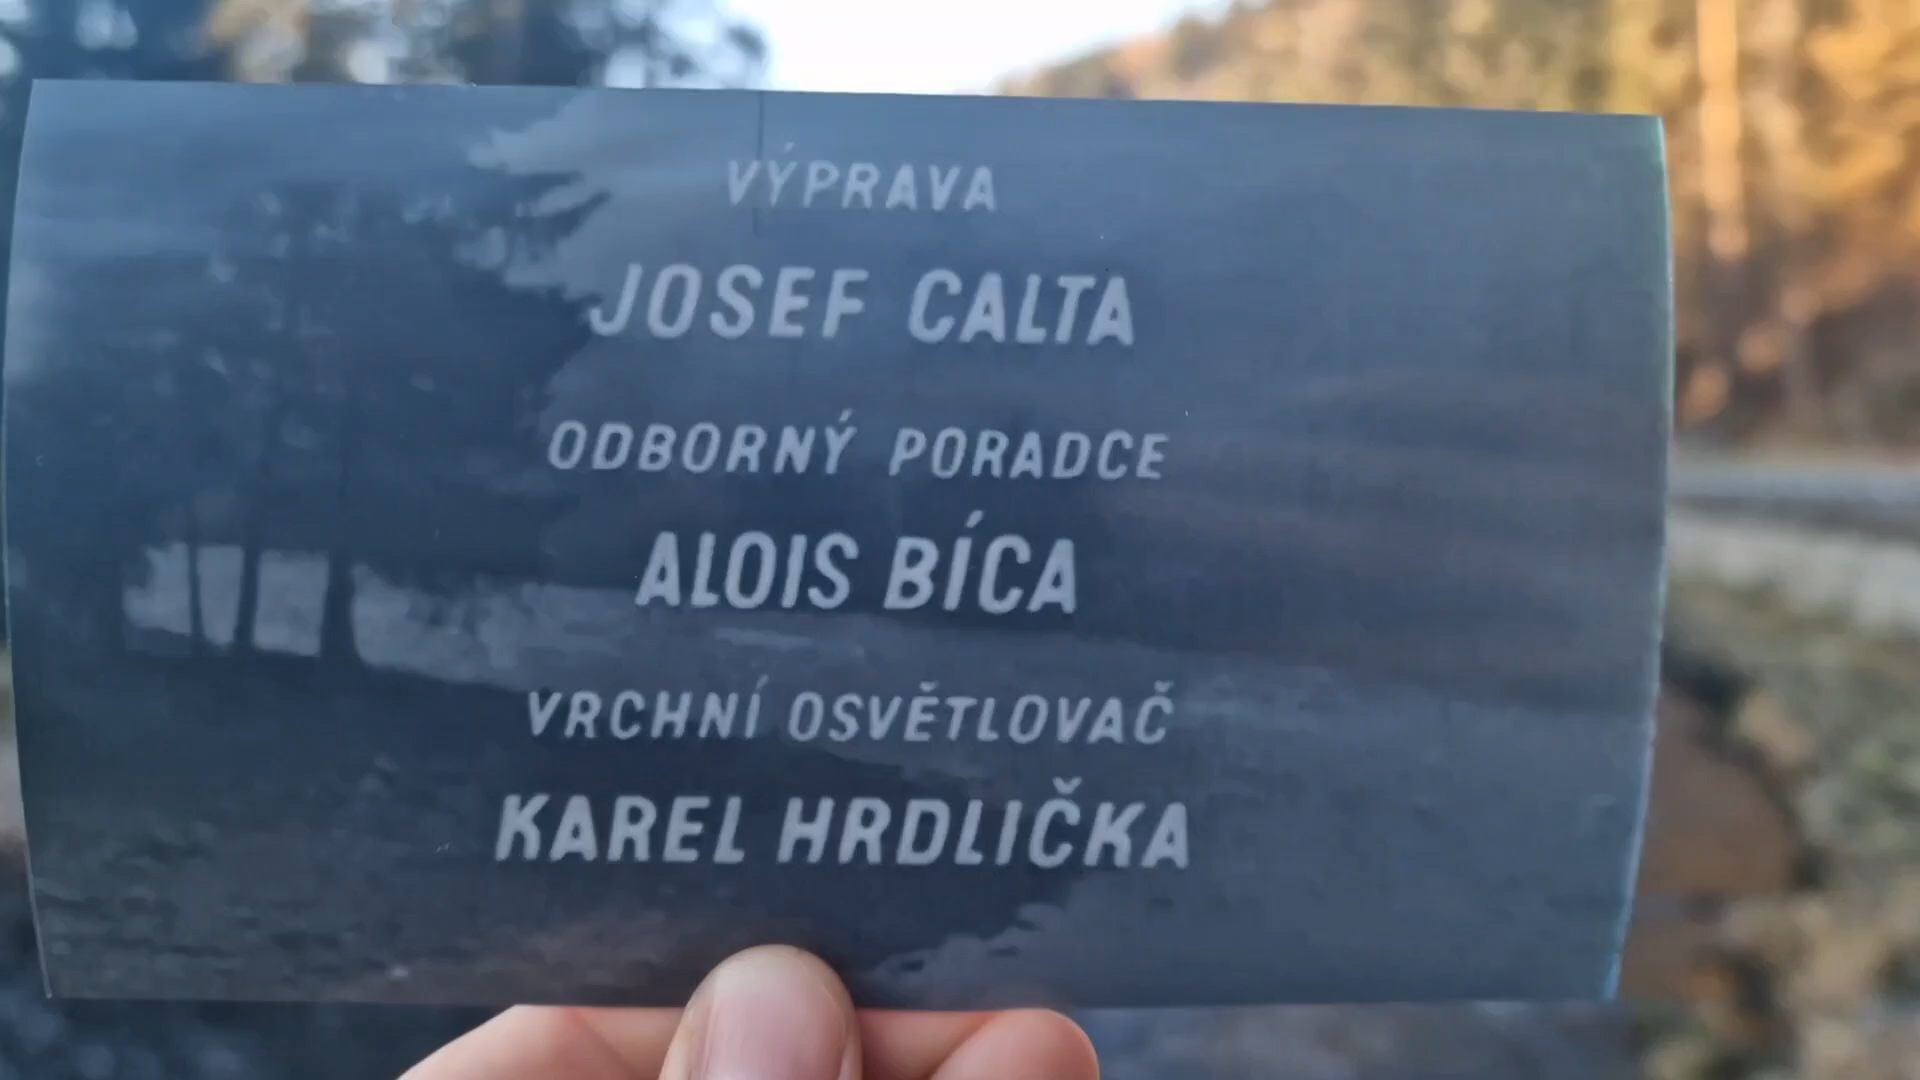 VÝPRAVA
JOSEF CALTA
ODBORNÝ PORADCE
ALOIS BÍCA
VRCHNÍ OSVĚTLOVAČ
KAREL HRDLIČKA